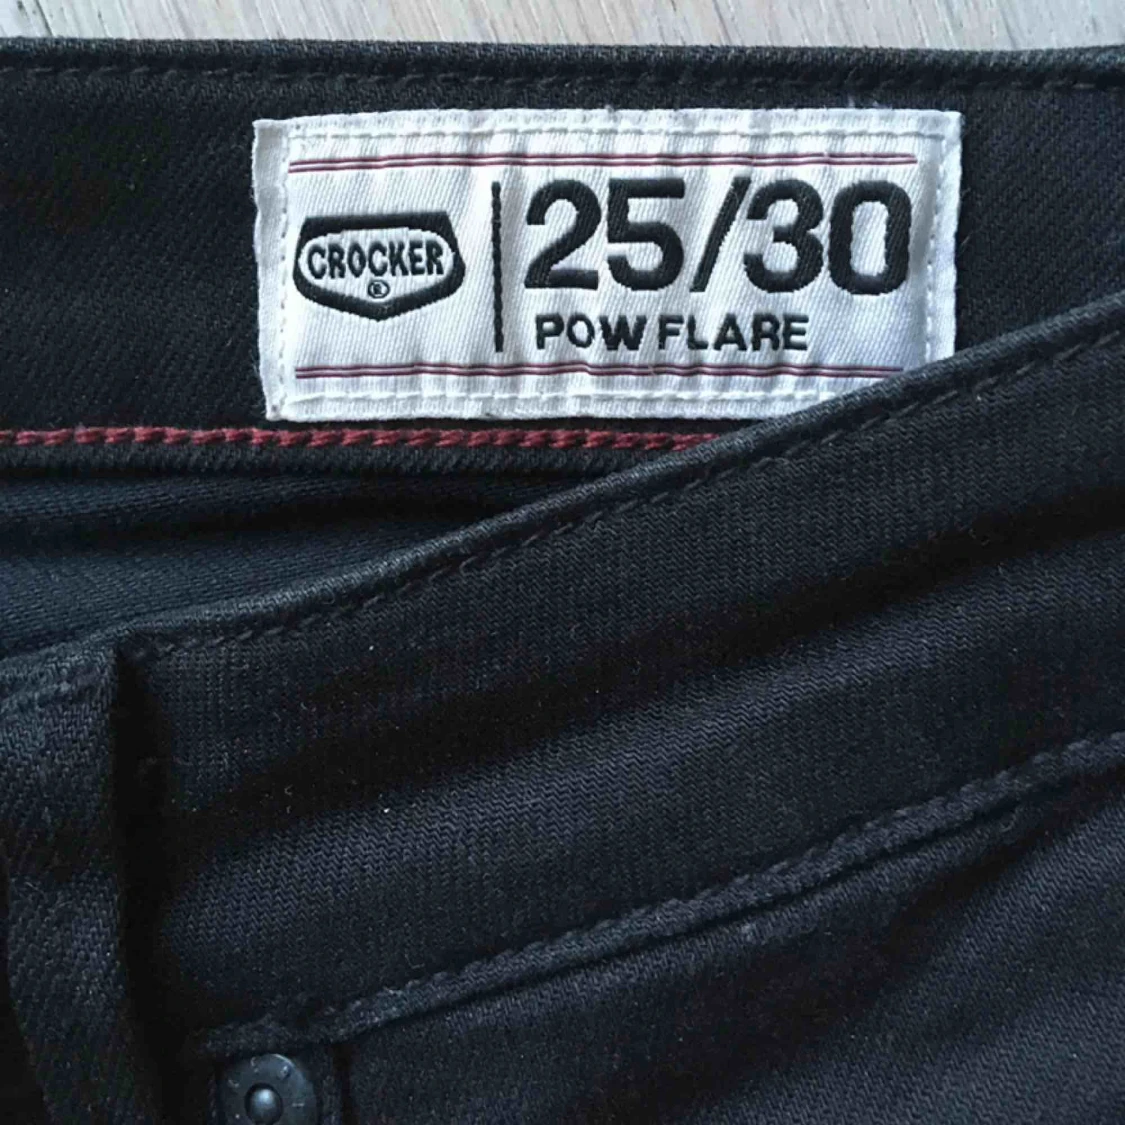 CROCKER
®
25/30
POW FLARE